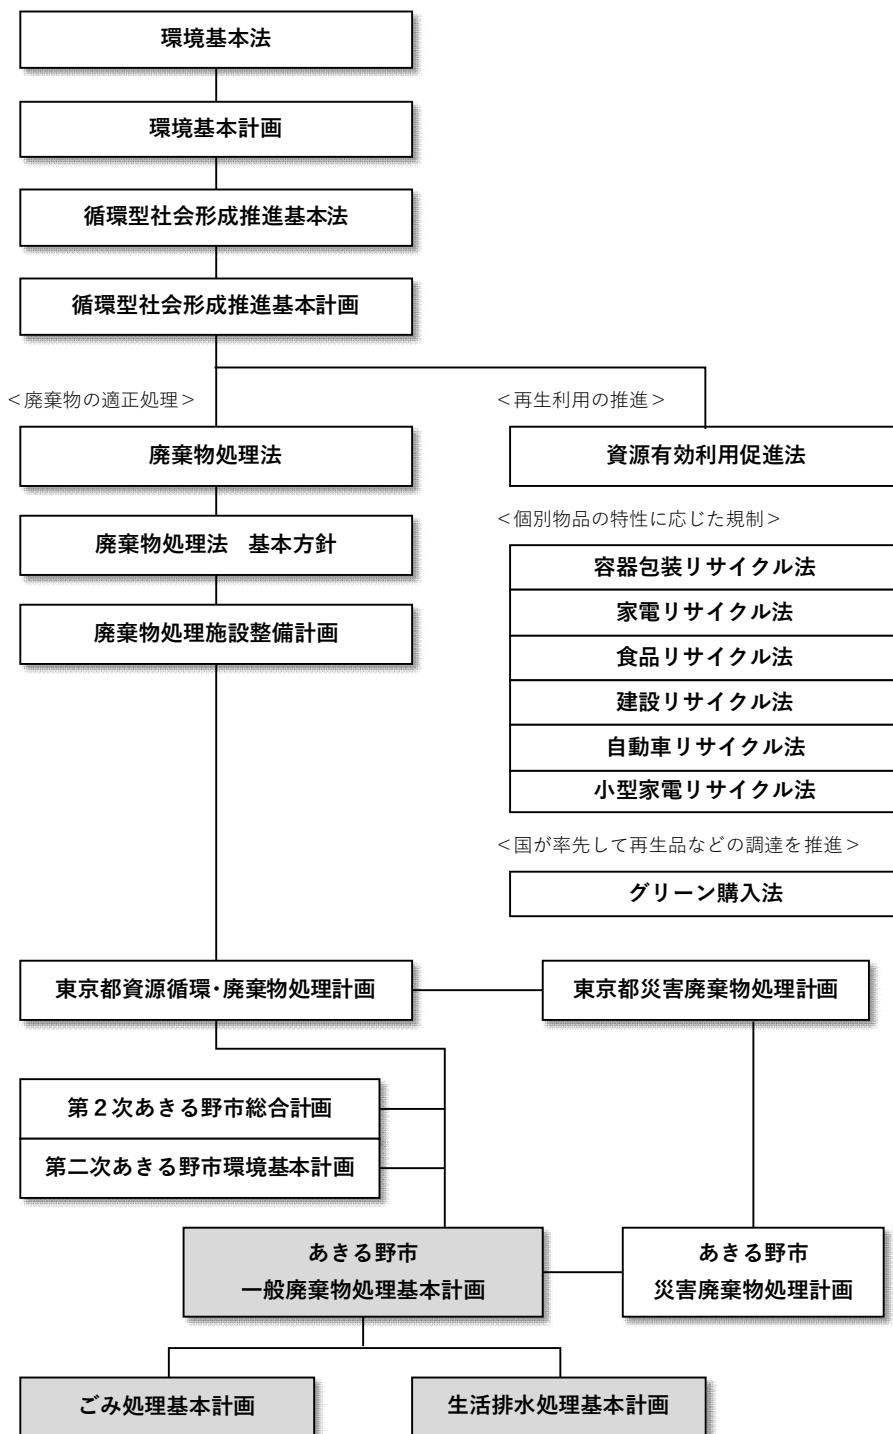 環境基本法
環境基本計画
循環型社会形成推進基本法
循環型社会形成推進基本計画
＜廃棄物の適正処理＞
廃棄物処理法
廃棄物処理法　基本方針
廃棄物処理施設整備計画
＜再生利用の推進＞
資源有効利用促進法
＜個別物品の特性に応じた規制＞
容器包装リサイクル法
家電リサイクル法
食品リサイクル法
建設リサイクル法
自動車リサイクル法
小型家電リサイクル法
＜国が率先して再生品などの調達を推進＞
グリーン購入法
東京都資源循環･廃棄物処理計画
東京都災害廃棄物処理計画
第２次あきる野市総合計画
第二次あきる野市環境基本計画
あきる野市
一般廃棄物処理基本計画
あきる野市
災害廃棄物処理計画
ごみ処理基本計画
生活排水処理基本計画